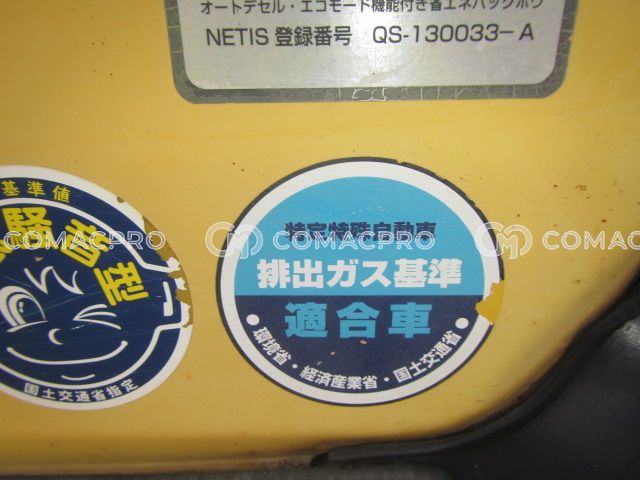 オートデセル・エコモード機能付き省エネバックホウ
NETIS 登録番号 QS-130033-A
基準値
騒音型
国土交通省指定
特定特殊自動車
排出ガス基準
適合車
・環境省・経済産業省・国土交通省・
COMACPRO
COMACPRO
COMACPRO